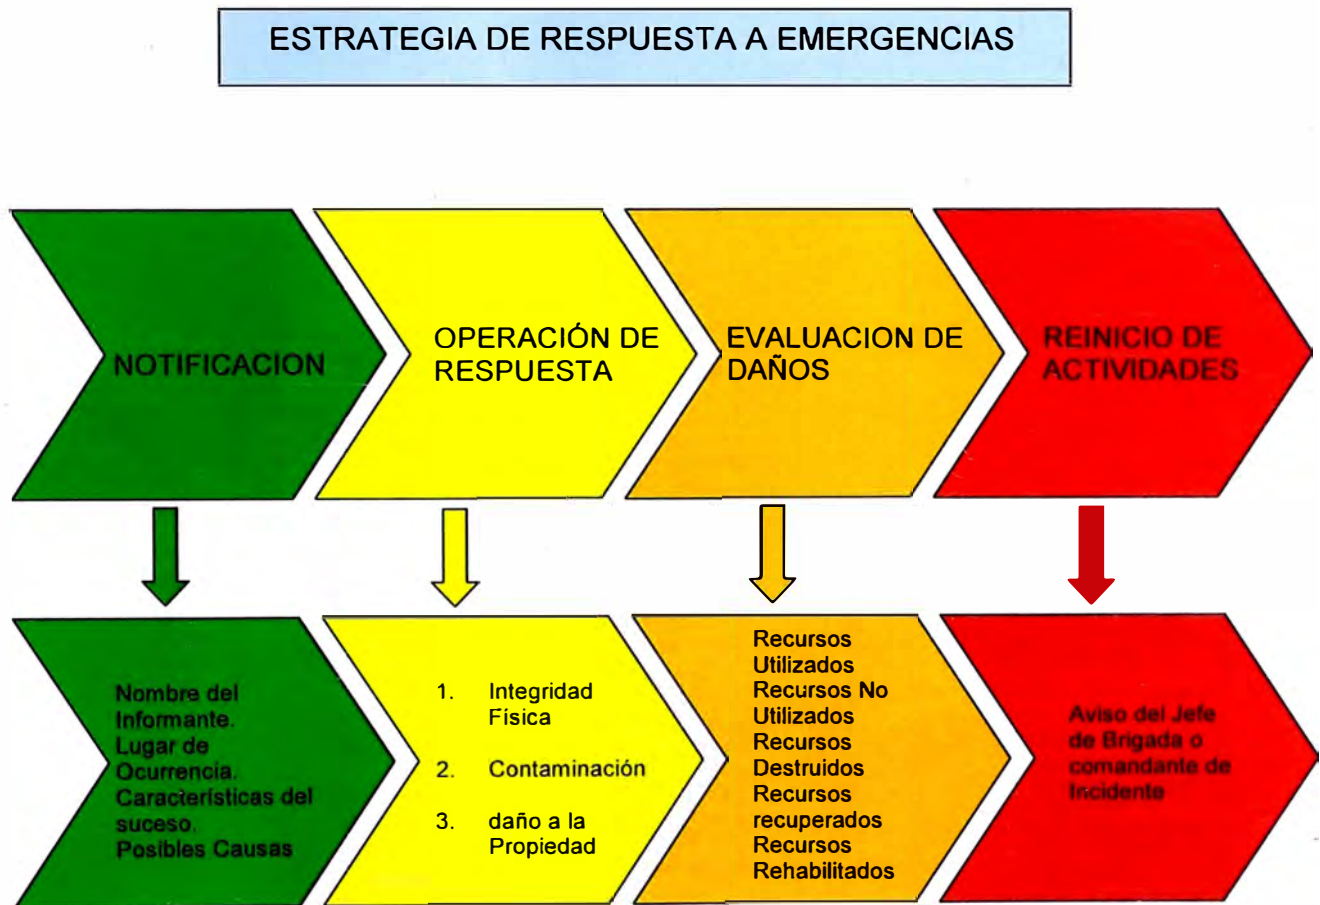 ESTRATEGIA DE RESPUESTA A EMERGENCIAS
NOTIFICACION
OPERACIÓN DE
RESPUESTA
EVALUACION DE
DAÑOS
REINICIO DE
ACTIVIDADES
Nombre del
Informante.
Lugar de
Ocurrencia.
Características del
suceso.
Posibles Causas
1. Integridad
Física
2. Contaminación
3. daño a la
Propiedad
Recursos
Utilizados
Recursos No
Utilizados
Recursos
Destruidos
Recursos
recuperados
Recursos
Rehabilitados
Aviso del Jefe
de Brigada o
comandante de
Incidente